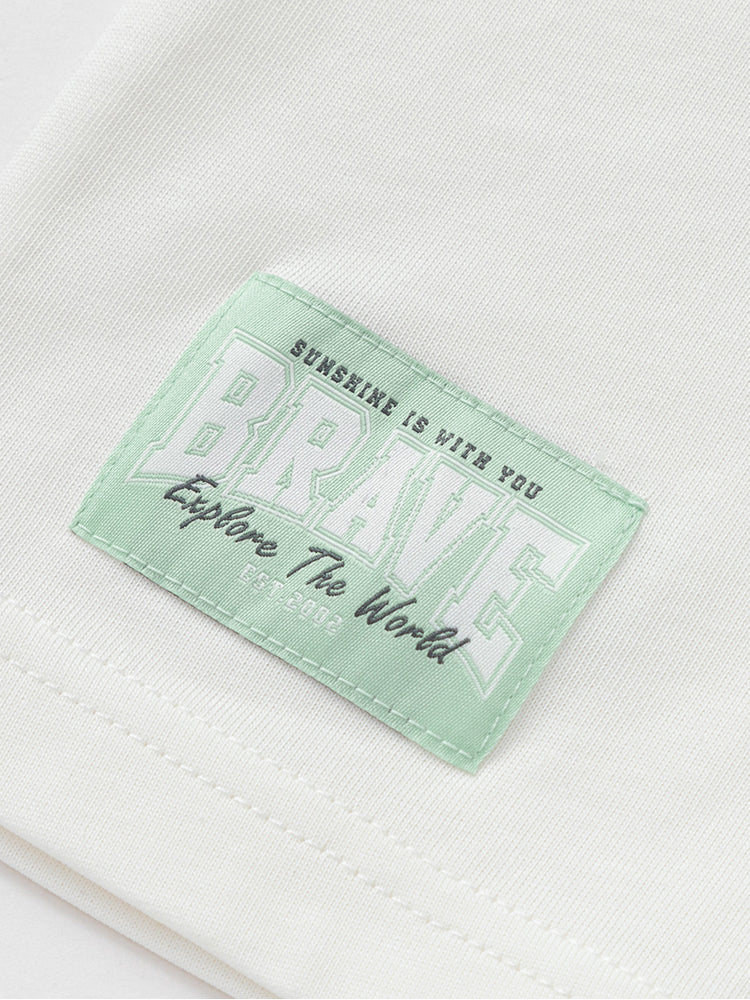 SUNSHINE IS WITH YOU
BRAVE
Explore The World
EST.2002